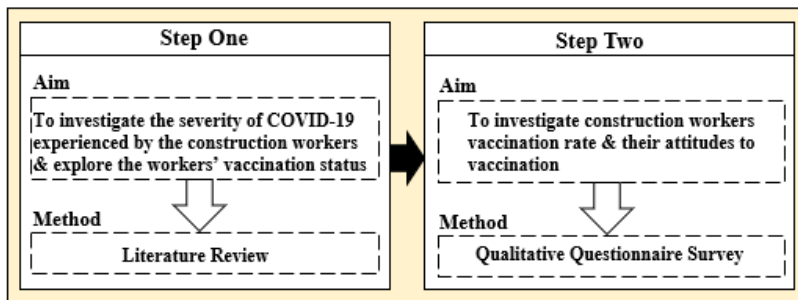 Step One
Aim
To investigate the severity of COVID-19
experienced by the construction workers
& explore the workers' vaccination status
Method
Literature Review
Step Two
Aim
To investigate construction workers
vaccination rate & their attitudes to
vaccination
Method
Qualitative Questionnaire Survey